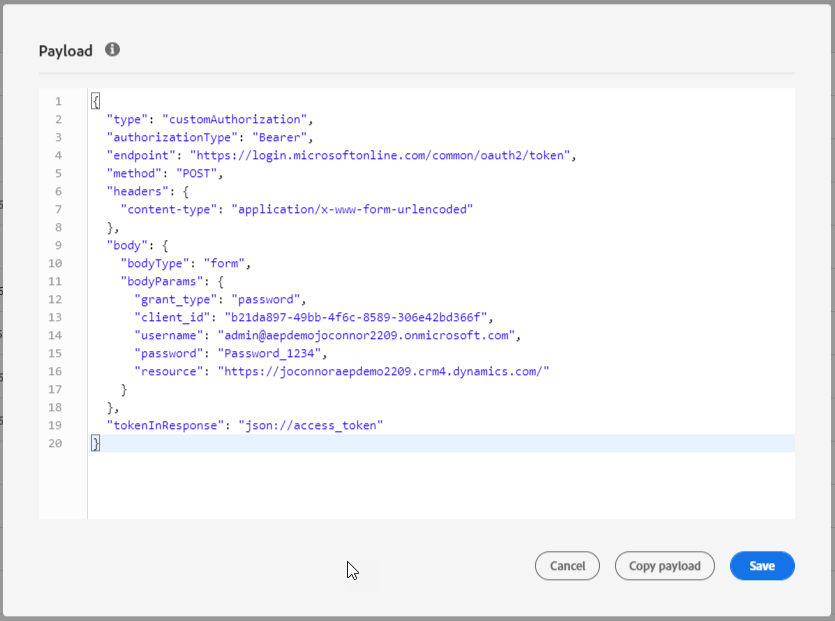 Payload
1 {
2 "type": "customAuthorization",
3 "authorizationType": "Bearer",
4 "endpoint": "https://login.microsoftonline.com/common/oauth2/token",
5 "method": "POST",
6 "headers": {
7 "content-type": "application/x-www-form-urlencoded"
8 },
9 "body": {
10 "bodyType": "form",
11 "bodyParams": {
12 "grant_type": "password",
13 "client_id": "b21da897-49bb-4f6c-8589-306e42bd366f",
14 "username": "admin@aepdemojoconnor2209.onmicrosoft.com",
15 "password": "Password_1234",
16 "resource": "https://joconnoraepdemo2209.crm4.dynamics.com/"
17 }
18 },
19 "tokenInResponse": "json://access_token"
20 }
Cancel Copy payload Save